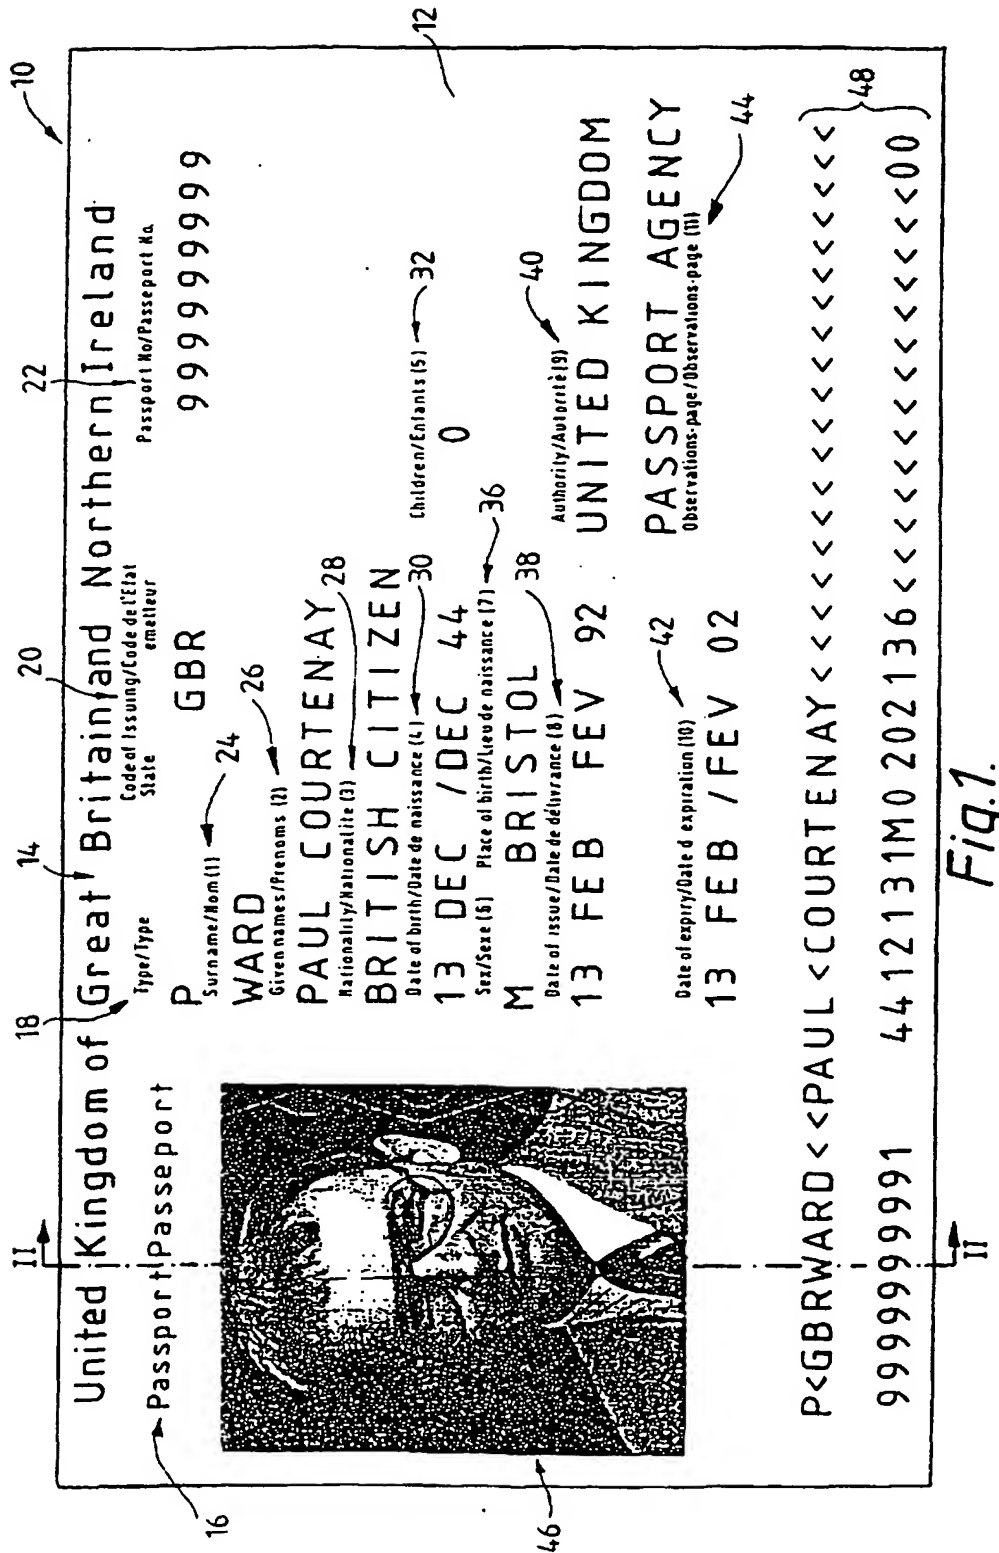 10
United Kingdom of Great Britain and Northern Ireland
14
20
22
12
II
18
16
Passport Passeport
Type/Type
Code of Issuing/Code de l'Etat
State emetteur
Passport No/Passeport No.
P GBR 999999999
Surname/Nom (1)
24
WARD
Given names/Prenoms (2)
26
PAUL COURTENAY
Nationality/Nationalite (3)
28
BRITISH CITIZEN
Date of birth/Date de naissance (4)
30
Children/Enfants (5)
32
13 DEC /DEC 44
0
Sex/Sexe (6) Place of birth/Lieu de naissance (7)
36
M BRISTOL
Date of issue/Date de délivrance (8)
38
Authority/Autorité (9)
40
13 FEB FEV 92
UNITED KINGDOM
Date of expiry/Date d expiration (10)
42
PASSPORT AGENCY
Observations-page/Observations-page (11)
44
13 FEB /FEV 02
46
P<GBRWARD<<PAUL<COURTENAY<<<<<<<<<<<<<<<<<<<
9999999991 4412131M0202136<<<<<<<<<<<<<<00
48
II
Fig.1.